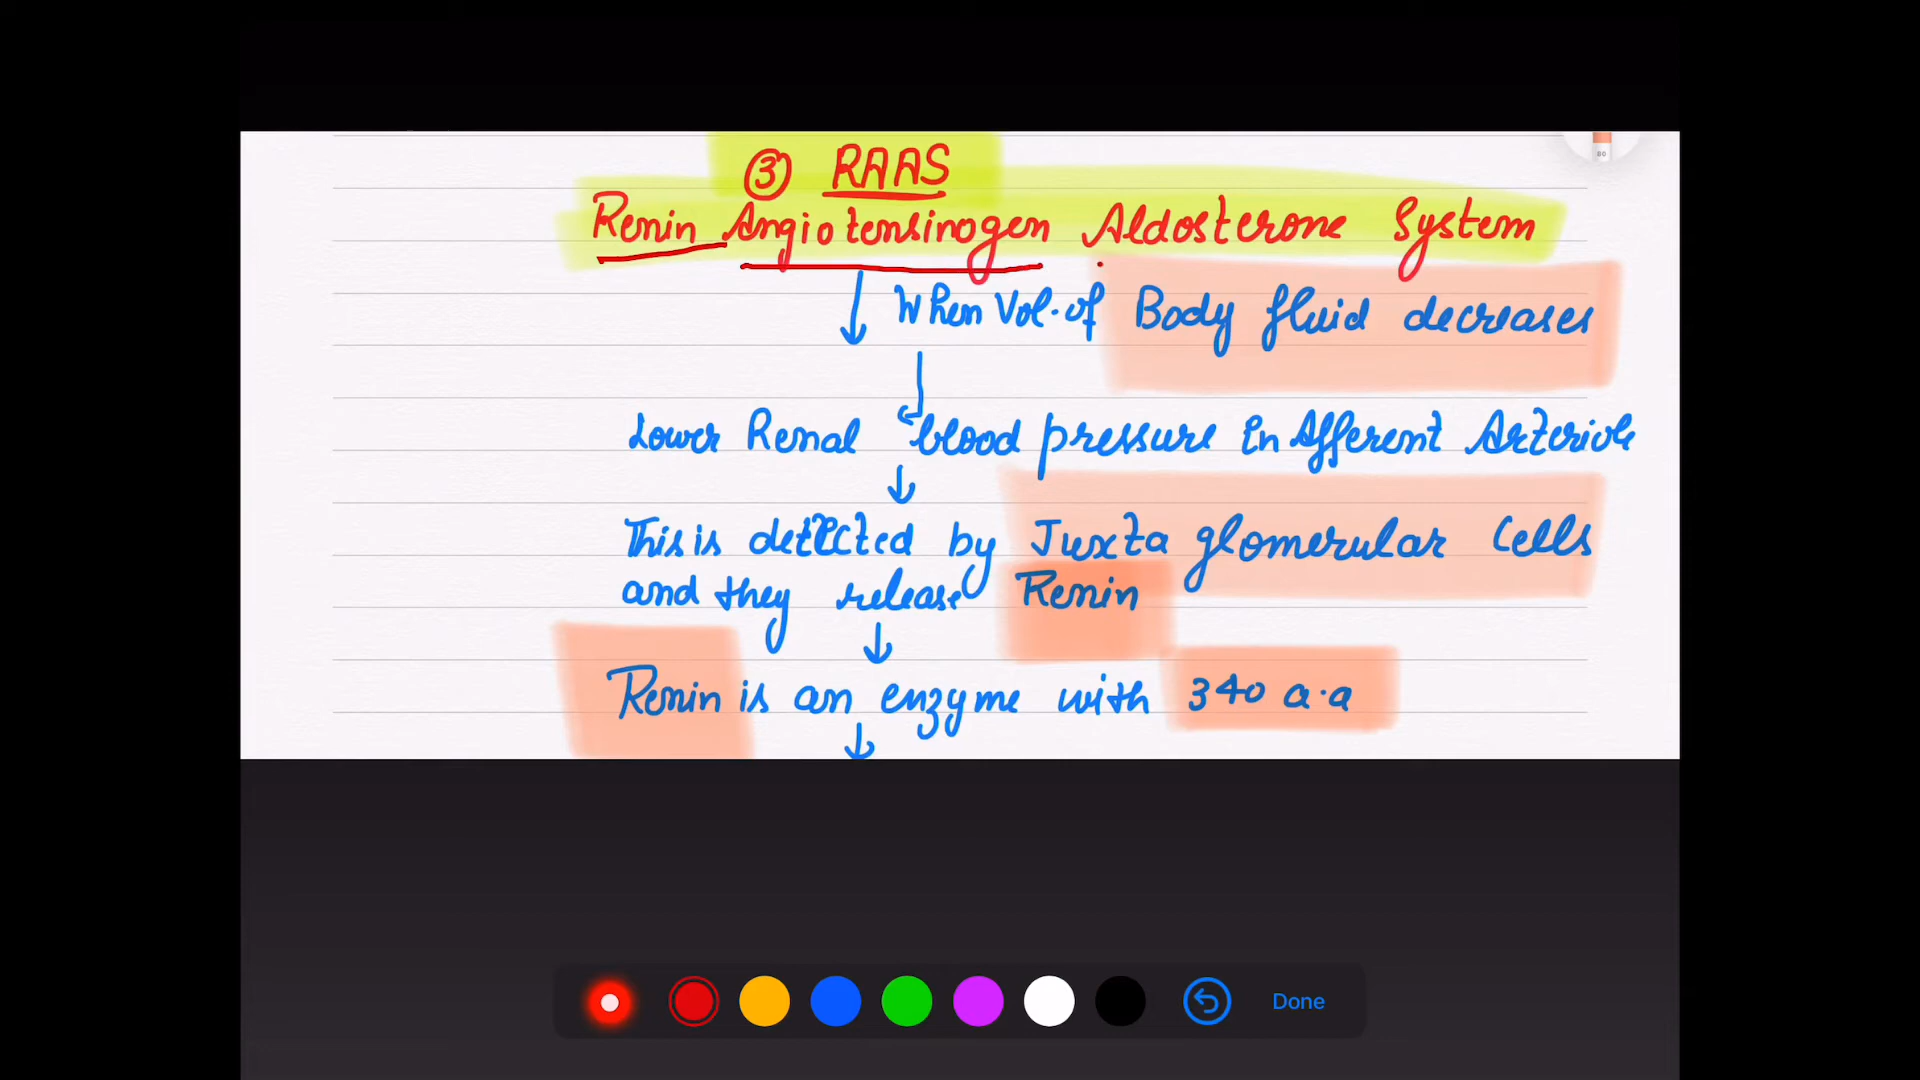 ③ RAAS
Renin Angiotensinogen Aldosterone System
When Vol. of Body fluid decreases
Lower Renal blood pressure in Afferent Arteriole
This is detected by Juxta glomerular Cells
and they release Renin
Renin is an enzyme with 340 a.a
80
Done